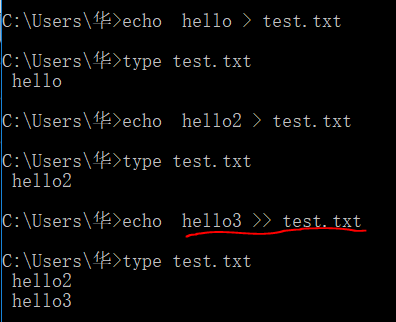 C:\Users\华>echo  hello > test.txt
C:\Users\华>type test.txt
 hello
C:\Users\华>echo  hello2 > test.txt
C:\Users\华>type test.txt
 hello2
C:\Users\华>echo  hello3 >> test.txt
C:\Users\华>type test.txt
 hello2
 hello3